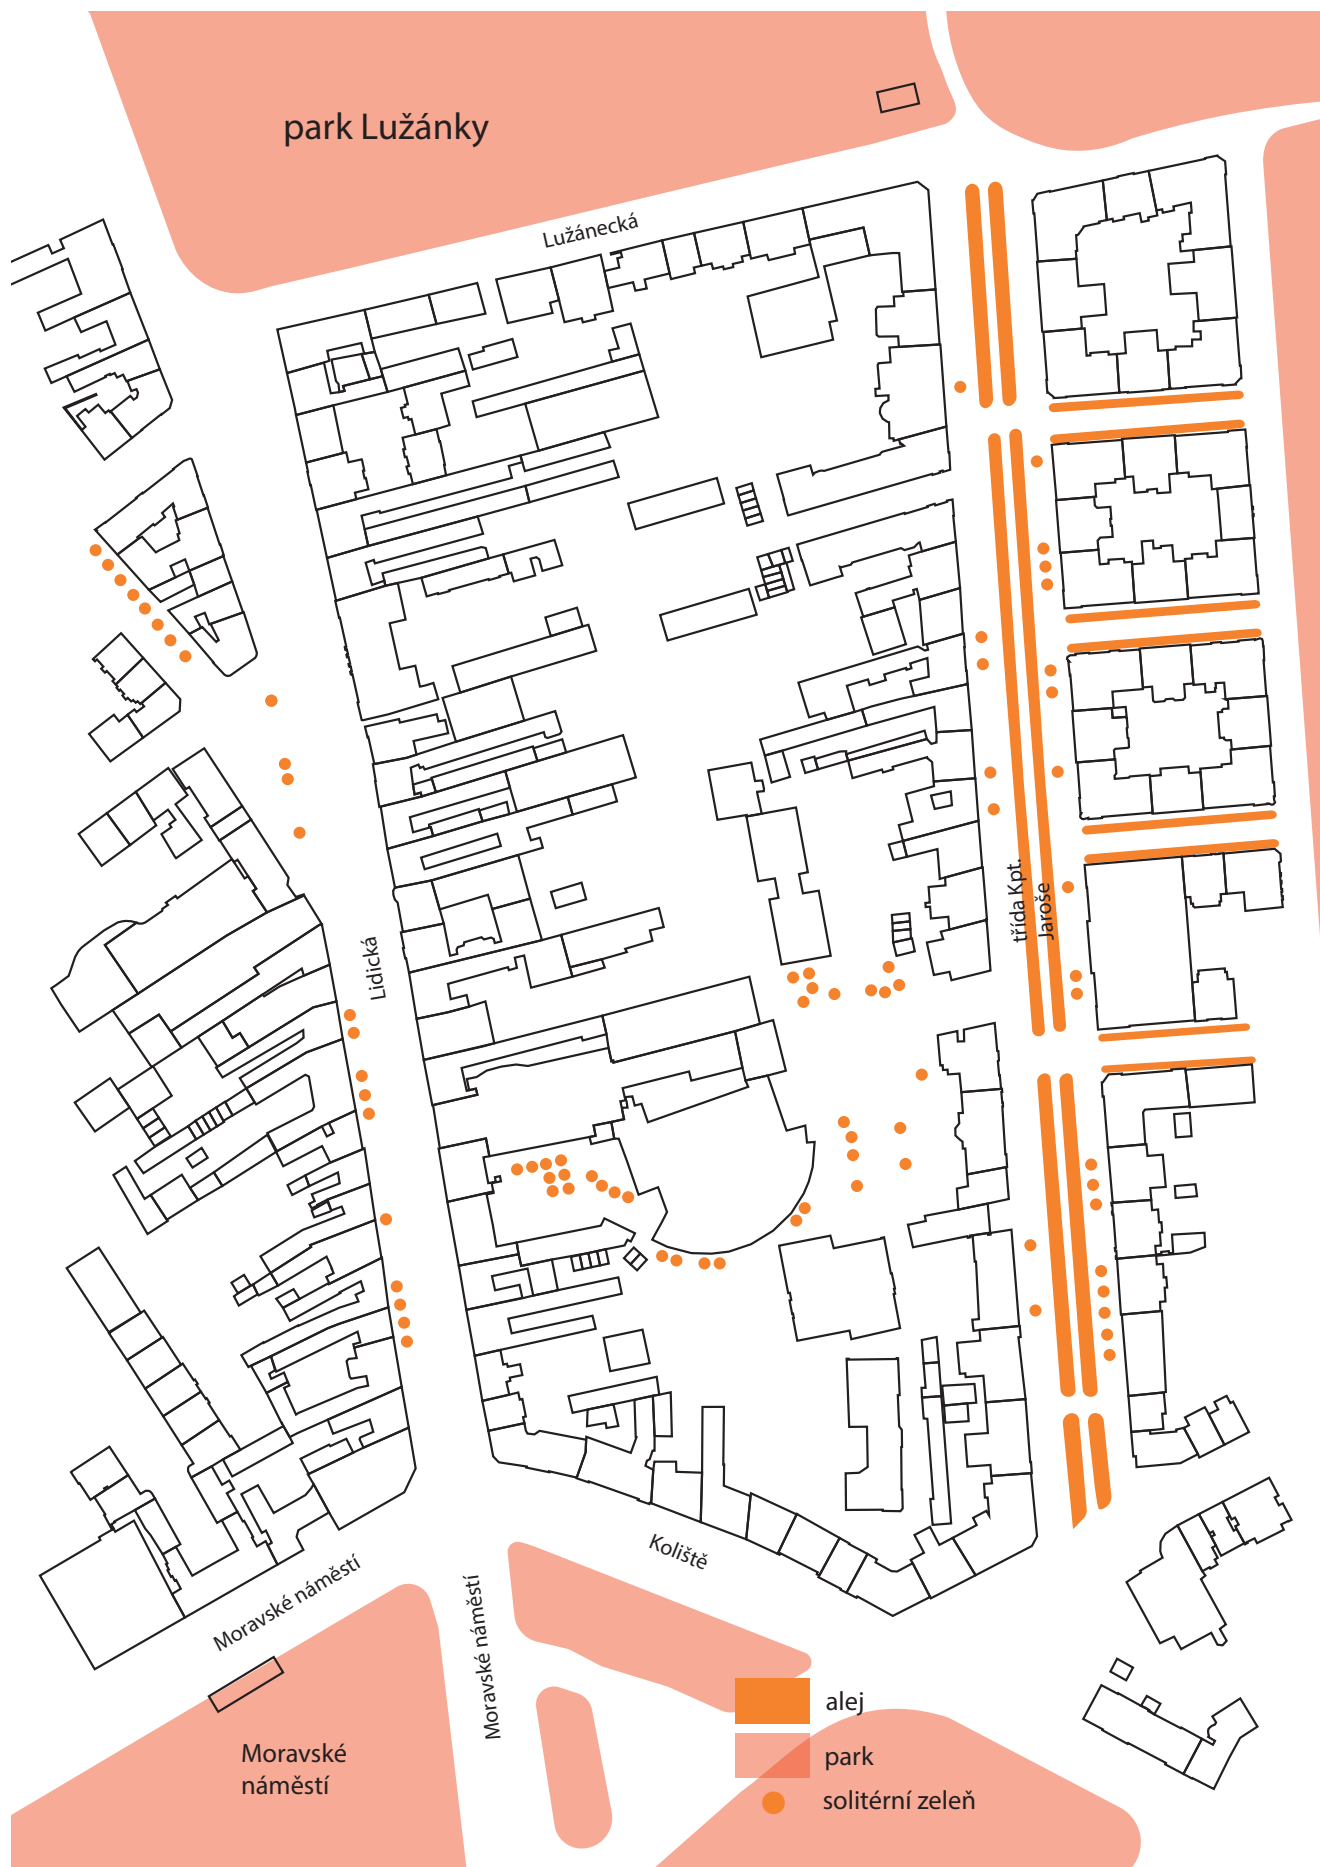 park Lužánky
Lužánecká
třída Kpt.
Jaroše
Lidická
Koliště
Moravské náměstí
Moravské náměstí
Moravské
náměstí
alej
park
solitérní zeleň